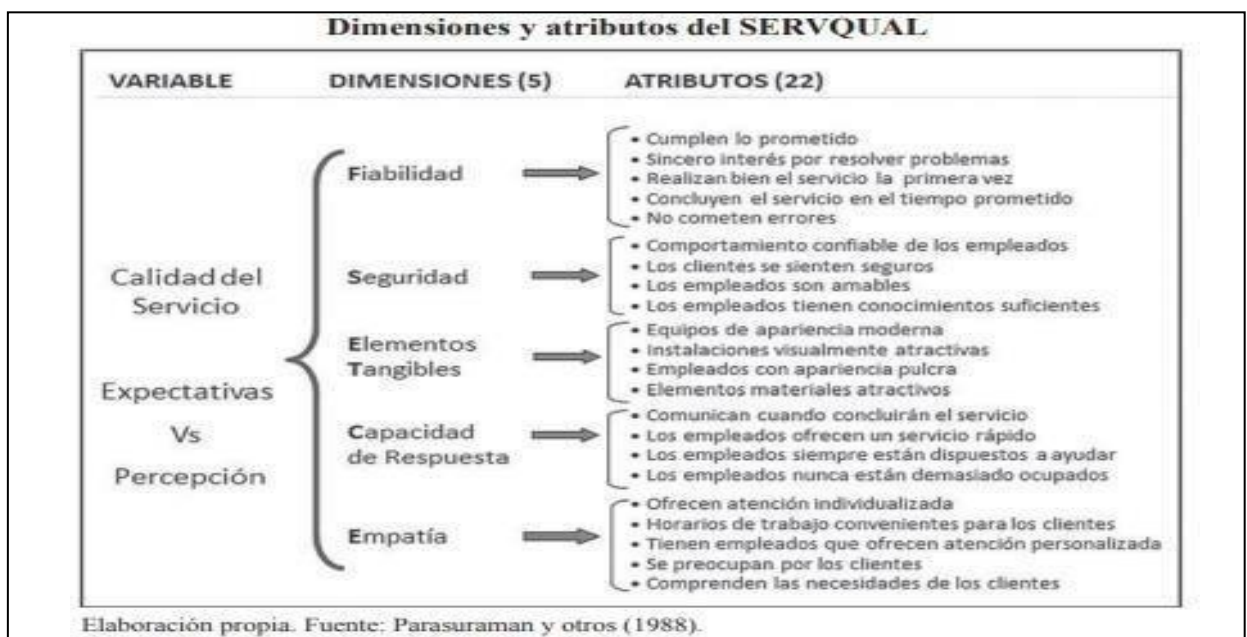 Dimensiones y atributos del SERVQUAL
VARIABLE DIMENSIONES (5) ATRIBUTOS (22)
Calidad del
Servicio
Expectativas
Vs
Percepción
Fiabilidad
• Cumplen lo prometido
• Sincero interés por resolver problemas
• Realizan bien el servicio la primera vez
• Concluyen el servicio en el tiempo prometido
• No cometen errores
Seguridad
• Comportamiento confiable de los empleados
• Los clientes se sienten seguros
• Los empleados son amables
• Los empleados tienen conocimientos suficientes
Elementos
Tangibles
• Equipos de apariencia moderna
• Instalaciones visualmente atractivas
• Empleados con apariencia pulcra
• Elementos materiales atractivos
Capacidad
de Respuesta
• Comunican cuando concluirán el servicio
• Los empleados ofrecen un servicio rápido
• Los empleados siempre están dispuestos a ayudar
• Los empleados nunca están demasiado ocupados
Empatía
• Ofrecen atención individualizada
• Horarios de trabajo convenientes para los clientes
• Tienen empleados que ofrecen atención personalizada
• Se preocupan por los clientes
• Comprenden las necesidades de los clientes
Elaboración propia. Fuente: Parasuraman y otros (1988).